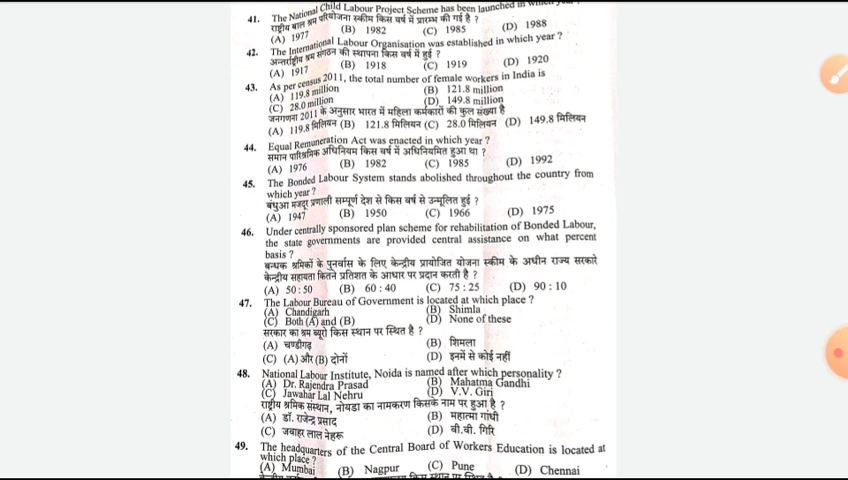 41. The National Child Labour Project Scheme has been launched in which year ?
राष्ट्रीय बाल श्रम परियोजना स्कीम किस वर्ष में प्रारम्भ की गई है ?
(A) 1977 (B) 1982 (C) 1985 (D) 1988
42. The International Labour Organisation was established in which year ?
अन्तर्राष्ट्रीय श्रम संगठन की स्थापना किस वर्ष में हुई ?
(A) 1917 (B) 1918 (C) 1919 (D) 1920
43. As per census 2011, the total number of female workers in India is
(A) 119.8 million (B) 121.8 million
(C) 28.0 million (D) 149.8 million
जनगणना 2011 के अनुसार भारत में महिला कर्मकारों की कुल संख्या है
(A) 119.8 मिलियन (B) 121.8 मिलियन (C) 28.0 मिलियन (D) 149.8 मिलियन
44. Equal Remuneration Act was enacted in which year ?
समान पारिश्रमिक अधिनियम किस वर्ष में अधिनियमित हुआ था ?
(A) 1976 (B) 1982 (C) 1985 (D) 1992
45. The Bonded Labour System stands abolished throughout the country from
which year ?
बंधुआ मजदूर प्रणाली सम्पूर्ण देश से किस वर्ष से उन्मूलित हुई ?
(A) 1947 (B) 1950 (C) 1966 (D) 1975
46. Under centrally sponsored plan scheme for rehabilitation of Bonded Labour,
the state governments are provided central assistance on what percent
basis ?
बन्धक श्रमिकों के पुनर्वास के लिए केन्द्रीय प्रायोजित योजना स्कीम के अधीन राज्य सरकारे
केन्द्रीय सहायता कितने प्रतिशत के आधार पर प्रदान करती है ?
(A) 50 : 50 (B) 60 : 40 (C) 75 : 25 (D) 90 : 10
47. The Labour Bureau of Government is located at which place ?
(A) Chandigarh (B) Shimla
(C) Both (A) and (B) (D) None of these
सरकार का श्रम ब्यूरो किस स्थान पर स्थित है ?
(A) चण्डीगढ़ (B) शिमला
(C) (A) और (B) दोनों (D) इनमें से कोई नहीं
48. National Labour Institute, Noida is named after which personality ?
(A) Dr. Rajendra Prasad (B) Mahatma Gandhi
(C) Jawahar Lal Nehru (D) V.V. Giri
राष्ट्रीय श्रमिक संस्थान, नोयडा का नामकरण किसके नाम पर हुआ है ?
(A) डॉ. राजेन्द्र प्रसाद (B) महात्मा गांधी
(C) जवाहर लाल नेहरू (D) वी.वी. गिरि
49. The headquarters of the Central Board of Workers Education is located at
which place ?
(A) Mumbai (B) Nagpur (C) Pune (D) Chennai